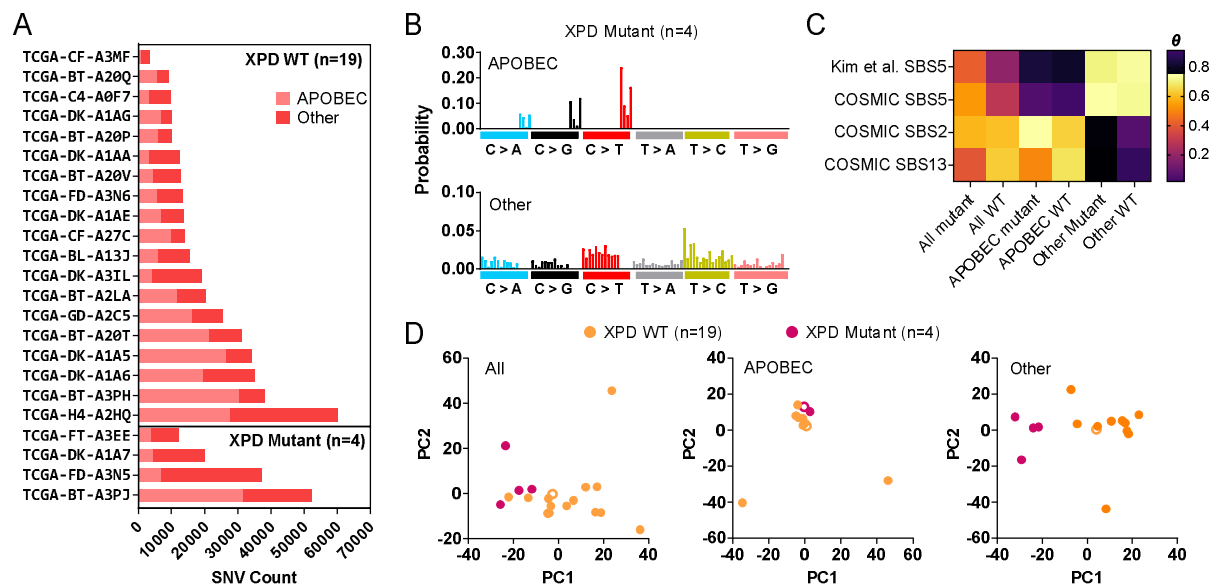 A
XPD WT (n=19)
APOBEC
Other
TCGA-CF-A3MF
TCGA-BT-A20Q
TCGA-C4-A0F7
TCGA-DK-A1AG
TCGA-BT-A20P
TCGA-DK-A1AA
TCGA-BT-A20V
TCGA-FD-A3N6
TCGA-DK-A1AE
TCGA-CF-A27C
TCGA-BL-A13J
TCGA-DK-A3IL
TCGA-BT-A2LA
TCGA-GD-A2C5
TCGA-BT-A20T
TCGA-DK-A1A5
TCGA-DK-A1A6
TCGA-BT-A3PH
TCGA-H4-A2HQ
XPD Mutant (n=4)
TCGA-FT-A3EE
TCGA-DK-A1A7
TCGA-FD-A3N5
TCGA-BT-A3PJ
0 10000 20000 30000 40000 50000 60000 70000
SNV Count
B
XPD Mutant (n=4)
APOBEC
0.30
0.20
0.10
0.00
C > A C > G C > T T > A T > C T > G
Probability
Other
0.10
0.05
0.00
C > A C > G C > T T > A T > C T > G
C
θ
Kim et al. SBS5
COSMIC SBS5
COSMIC SBS2
COSMIC SBS13
0.8
0.6
0.4
0.2
All mutant
All WT
APOBEC mutant
APOBEC WT
Other Mutant
Other WT
D
XPD WT (n=19)
XPD Mutant (n=4)
All
60
40
20
0
-20
PC2
-40 -20 0 20 40
PC1
APOBEC
40
20
0
-20
-40
-60
PC2
-40 -20 0 20 40 60
PC1
Other
40
20
0
-20
-40
-60
PC2
-40 -20 0 20 40
PC1